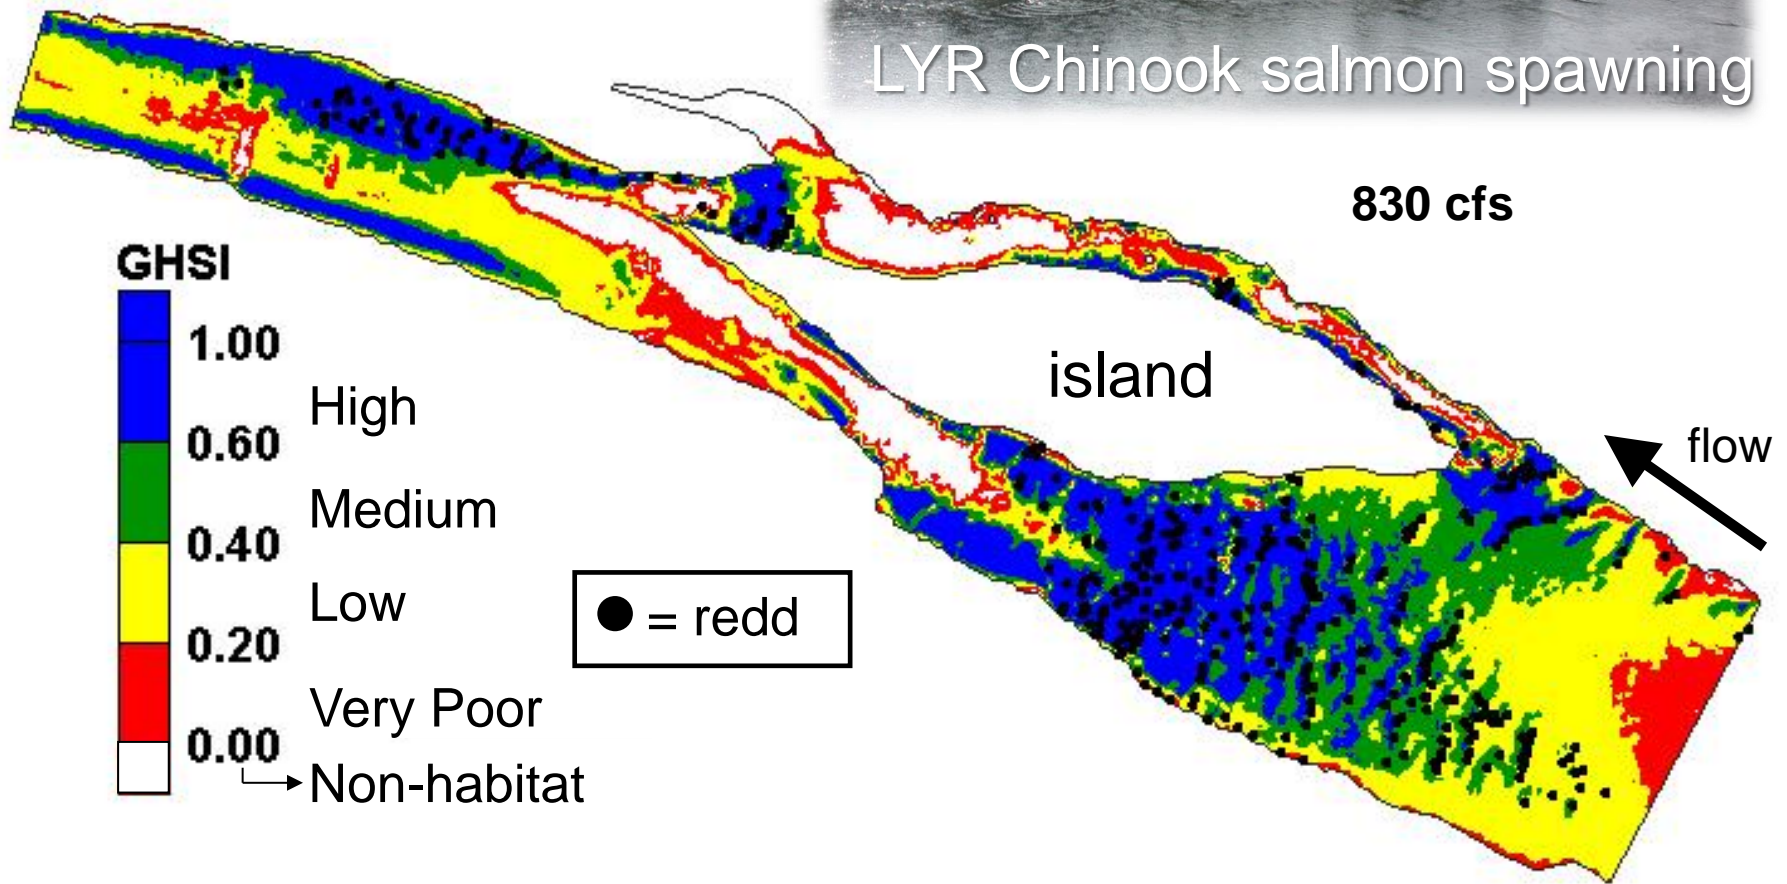 LYR Chinook salmon spawning
830 cfs
GHSI
1.00
High
0.60
Medium
0.40
Low
0.20
Very Poor
0.00
Non-habitat
= redd
island
flow